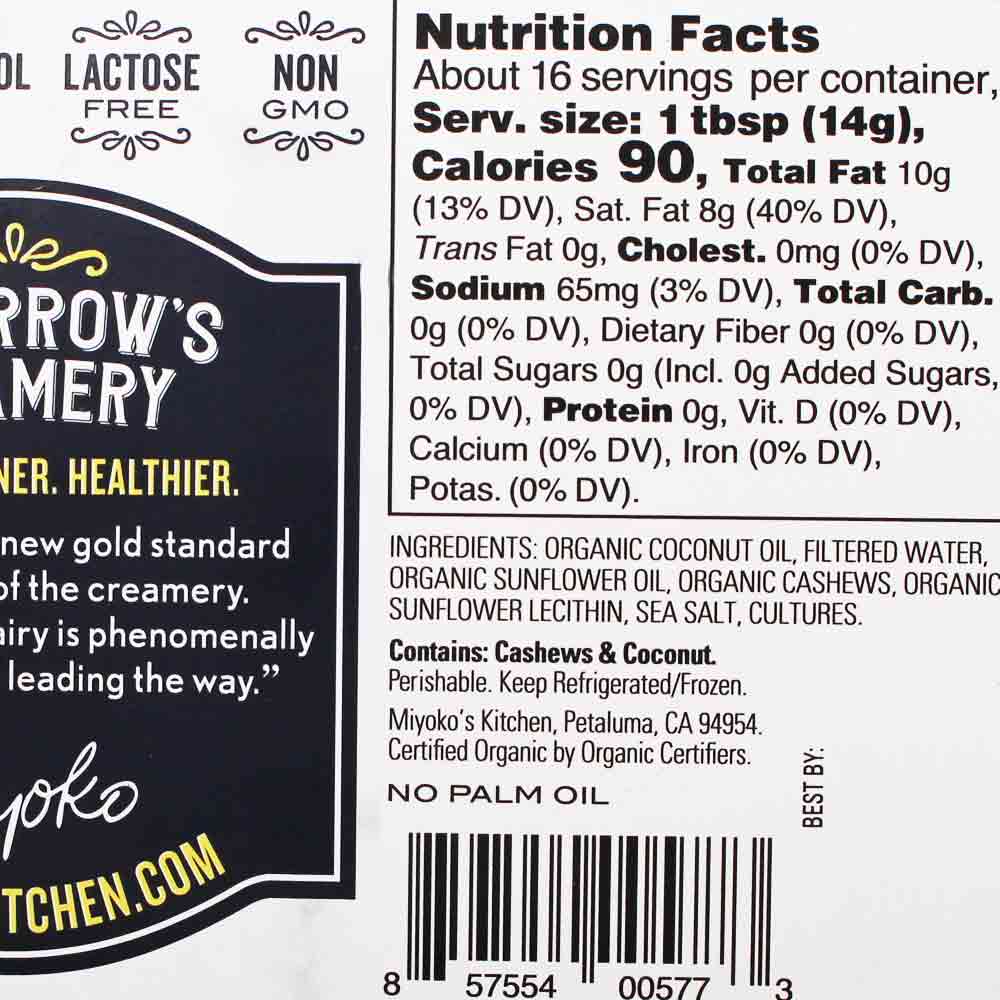 OL
LACTOSE
FREE
NON
GMO
RROW'S
AMERY
NER. HEALTHIER.
new gold standard
of the creamery.
airy is phenomenally
leading the way.”
yoko
TCHEN.COM
Nutrition Facts
About 16 servings per container,
Serv. size: 1 tbsp (14g),
Calories 90, Total Fat 10g
(13% DV), Sat. Fat 8g (40% DV),
Trans Fat 0g, Cholest. 0mg (0% DV),
Sodium 65mg (3% DV), Total Carb.
0g (0% DV), Dietary Fiber 0g (0% DV),
Total Sugars 0g (Incl. 0g Added Sugars,
0% DV), Protein 0g, Vit. D (0% DV),
Calcium (0% DV), Iron (0% DV),
Potas. (0% DV).
INGREDIENTS: ORGANIC COCONUT OIL, FILTERED WATER,
ORGANIC SUNFLOWER OIL, ORGANIC CASHEWS, ORGANIC
SUNFLOWER LECITHIN, SEA SALT, CULTURES.
Contains: Cashews & Coconut.
Perishable. Keep Refrigerated/Frozen.
Miyoko's Kitchen, Petaluma, CA 94954.
Certified Organic by Organic Certifiers.
NO PALM OIL
BEST BY:
8 57554 00577 3